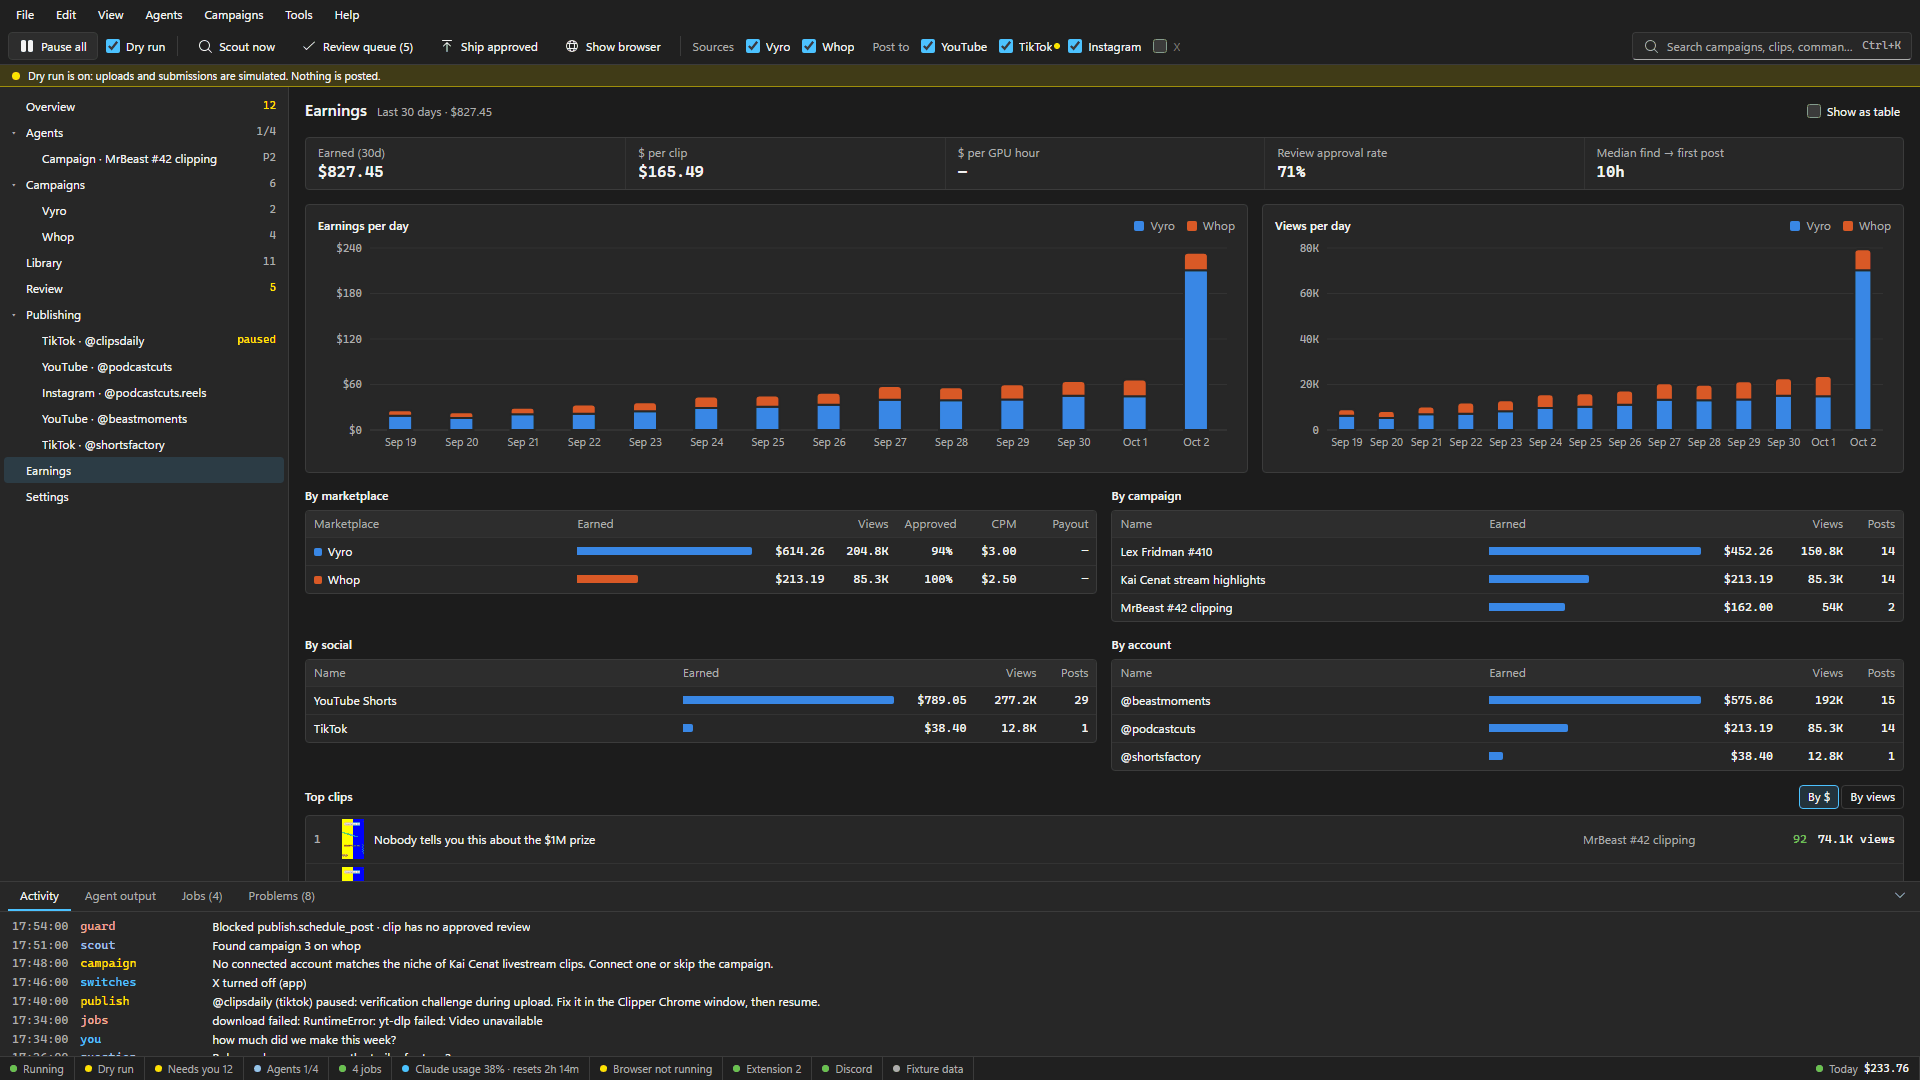 File Edit View Agents Campaigns Tools Help
Pause all Dry run Scout now Review queue (5) Ship approved Show browser Sources Vyro Whop Post to YouTube TikTok Instagram X Search campaigns, clips, comman... Ctrl+K
Dry run is on: uploads and submissions are simulated. Nothing is posted.
Overview 12
Agents 1/4
Campaign · MrBeast #42 clipping P2
Campaigns 6
Vyro 2
Whop 4
Library 11
Review 5
Publishing
TikTok · @clipsdaily paused
YouTube · @podcastcuts
Instagram · @podcastcuts.reels
YouTube · @beastmoments
TikTok · @shortsfactory
Earnings
Settings
Earnings Last 30 days · $827.45 Show as table
Earned (30d) $ per clip $ per GPU hour Review approval rate Median find → first post
$827.45 $165.49 – 71% 10h
Earnings per day Vyro Whop
$240
$180
$120
$60
$0
Sep 19 Sep 20 Sep 21 Sep 22 Sep 23 Sep 24 Sep 25 Sep 26 Sep 27 Sep 28 Sep 29 Sep 30 Oct 1 Oct 2
Views per day Vyro Whop
80K
60K
40K
20K
0
Sep 19 Sep 20 Sep 21 Sep 22 Sep 23 Sep 24 Sep 25 Sep 26 Sep 27 Sep 28 Sep 29 Sep 30 Oct 1 Oct 2
By marketplace
Marketplace Earned Views Approved CPM Payout
Vyro $614.26 204.8K 94% $3.00 –
Whop $213.19 85.3K 100% $2.50 –
By campaign
Name Earned Views Posts
Lex Fridman #410 $452.26 150.8K 14
Kai Cenat stream highlights $213.19 85.3K 14
MrBeast #42 clipping $162.00 54K 2
By social
Name Earned Views Posts
YouTube Shorts $789.05 277.2K 29
TikTok $38.40 12.8K 1
By account
Name Earned Views Posts
@beastmoments $575.86 192K 15
@podcastcuts $213.19 85.3K 14
@shortsfactory $38.40 12.8K 1
Top clips By $ By views
1 Nobody tells you this about the $1M prize MrBeast #42 clipping 92 74.1K views
Activity Agent output Jobs (4) Problems (8)
17:54:00 guard Blocked publish.schedule_post · clip has no approved review
17:51:00 scout Found campaign 3 on whop
17:48:00 campaign No connected account matches the niche of Kai Cenat livestream clips. Connect one or skip the campaign.
17:46:00 switches X turned off (app)
17:40:00 publish @clipsdaily (tiktok) paused: verification challenge during upload. Fix it in the Clipper Chrome window, then resume.
17:34:00 jobs download failed: RuntimeError: yt-dlp failed: Video unavailable
17:34:00 you how much did we make this week?
Running Dry run Needs you 12 Agents 1/4 4 jobs Claude usage 38% · resets 2h 14m Browser not running Extension 2 Discord Fixture data Today $233.76